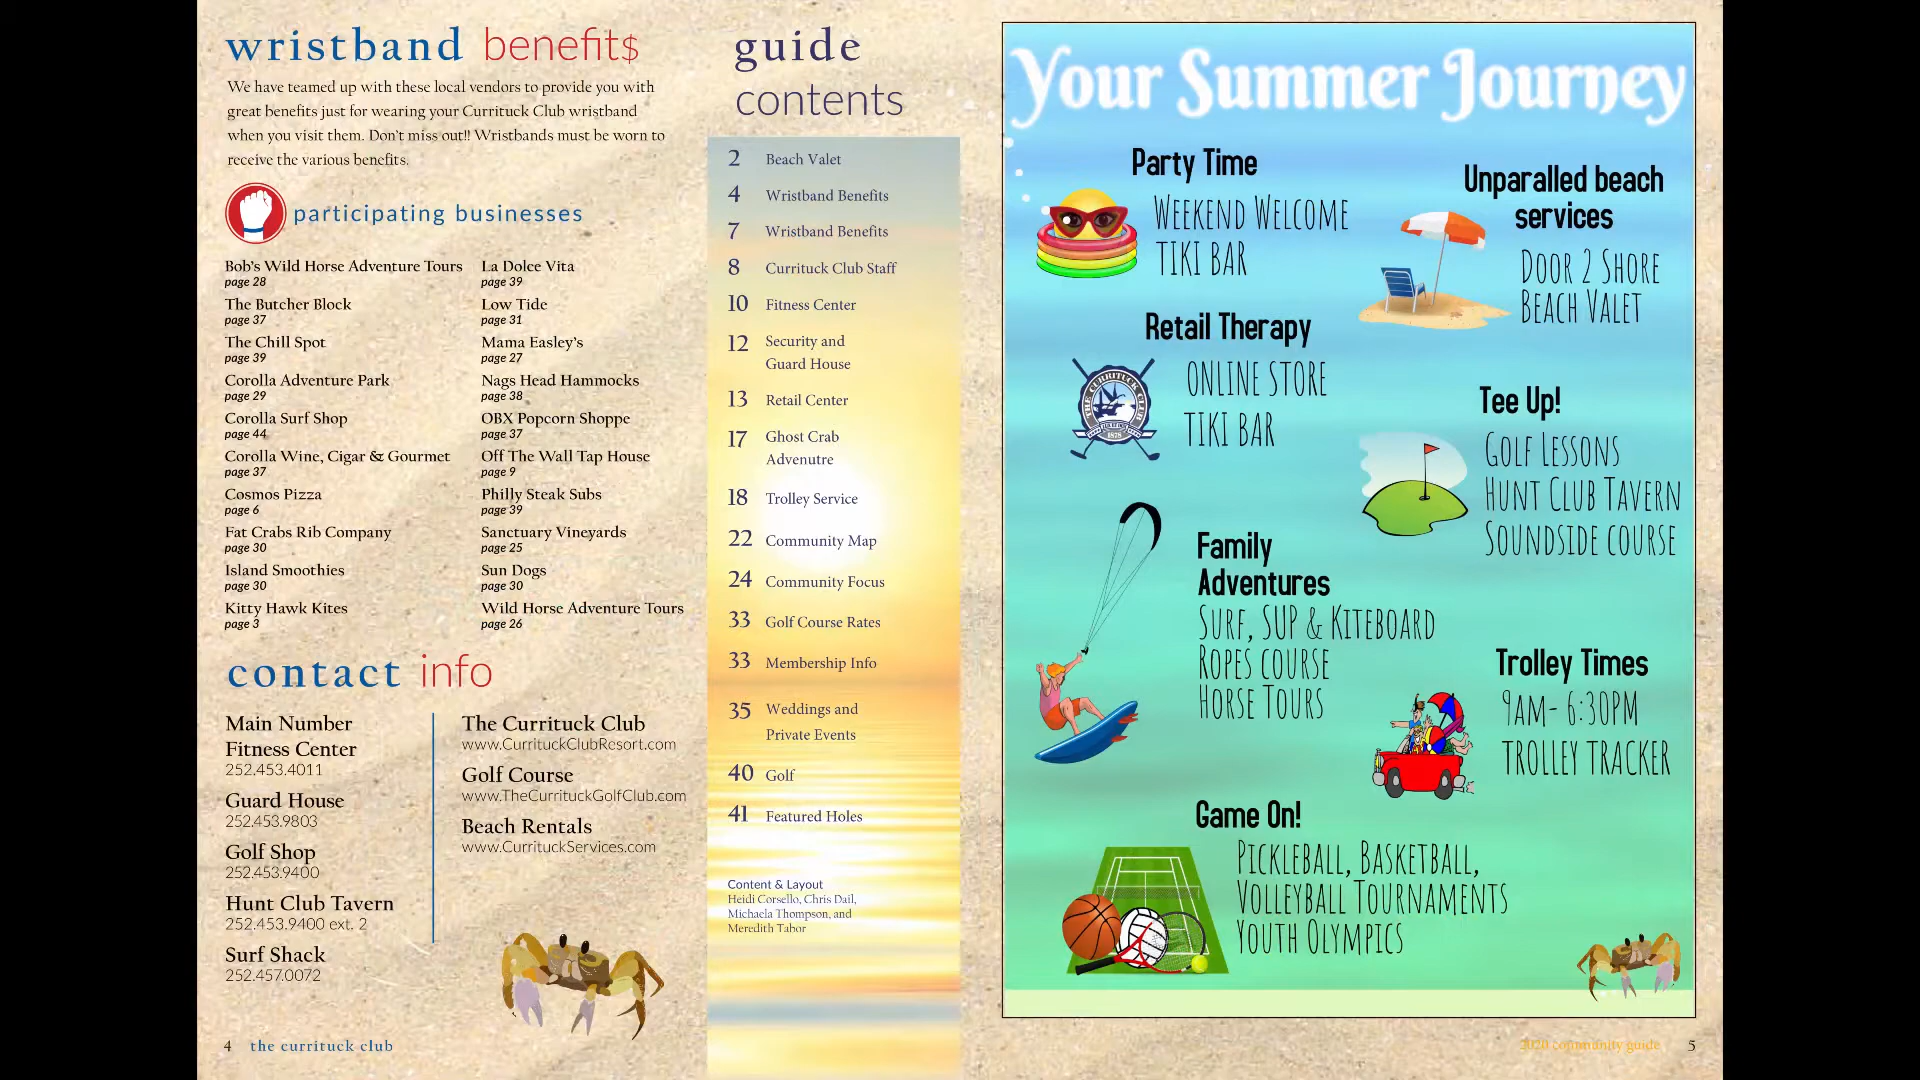 wristband benefit$
We have teamed up with these local vendors to provide you with
great benefits just for wearing your Currituck Club wristband
when you visit them. Don't miss out!! Wristbands must be worn to
receive the various benefits.
participating businesses
Bob's Wild Horse Adventure Tours
page 28
The Butcher Block
page 37
The Chill Spot
page 39
Corolla Adventure Park
page 29
Corolla Surf Shop
page 44
Corolla Wine, Cigar & Gourmet
page 37
Cosmos Pizza
page 6
Fat Crabs Rib Company
page 30
Island Smoothies
page 30
Kitty Hawk Kites
page 3
La Dolce Vita
page 39
Low Tide
page 31
Mama Easley's
page 27
Nags Head Hammocks
page 38
OBX Popcorn Shoppe
page 37
Off The Wall Tap House
page 9
Philly Steak Subs
page 39
Sanctuary Vineyards
page 25
Sun Dogs
page 30
Wild Horse Adventure Tours
page 26
contact info
Main Number
Fitness Center
252.453.4011
Guard House
252.453.9803
Golf Shop
252.453.9400
Hunt Club Tavern
252.453.9400 ext. 2
Surf Shack
252.457.0072
The Currituck Club
www.CurrituckClubResort.com
Golf Course
www.TheCurrituckGolfClub.com
Beach Rentals
www.CurrituckServices.com
4 the currituck club
guide
contents
2 Beach Valet
4 Wristband Benefits
7 Wristband Benefits
8 Currituck Club Staff
10 Fitness Center
12 Security and
Guard House
13 Retail Center
17 Ghost Crab
Advenutre
18 Trolley Service
22 Community Map
24 Community Focus
33 Golf Course Rates
33 Membership Info
35 Weddings and
Private Events
40 Golf
41 Featured Holes
Content & Layout
Heidi Corsello, Chris Dail,
Michaela Thompson, and
Meredith Tabor
Your Summer Journey
Party Time
Weekend Welcome
Tiki Bar
Unparalled beach
services
Door 2 Shore
Beach Valet
Retail Therapy
Online Store
Tiki Bar
THE CURRITUCK CLUB
1878
Tee Up!
Golf Lessons
Hunt Club Tavern
Soundside Course
Family
Adventures
Surf, SUP & Kiteboard
Ropes Course
Horse Tours
Trolley Times
9am- 6:30pm
Trolley Tracker
Game On!
Pickleball, Basketball,
Volleyball Tournaments
Youth Olympics
2020 community guide 5